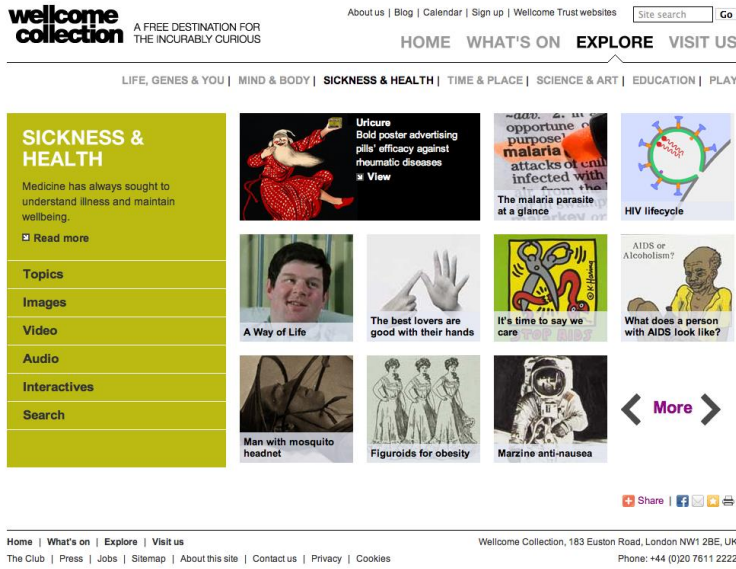 wellcome
collection
A FREE DESTINATION FOR
THE INCURABLY CURIOUS
About us | Blog | Calendar | Sign up | Wellcome Trust websites
Site search
Go
HOME WHAT'S ON EXPLORE VISIT US
LIFE, GENES & YOU | MIND & BODY | SICKNESS & HEALTH | TIME & PLACE | SCIENCE & ART | EDUCATION | PLAY
SICKNESS &
HEALTH
Medicine has always sought to
understand illness and maintain
wellbeing.
Read more
Topics
Images
Video
Audio
Interactives
Search
Uricure
Bold poster advertising
pills' efficacy against
rheumatic diseases
View
opportune
purpose
malaria
attacks of
infected with
The malaria parasite
at a glance
HIV lifecycle
A Way of Life
The best lovers are
good with their hands
© K. Haring
It's time to say we
care
STOP AIDS
AIDS or
Alcoholism?
What does a person
with AIDS look like?
Man with mosquito
headnet
Figuroids for obesity
Marzine anti-nausea
More
Share |
Home | What's on | Explore | Visit us
Wellcome Collection, 183 Euston Road, London NW1 2BE, UK
The Club | Press | Jobs | Sitemap | About this site | Contact us | Privacy | Cookies
Phone: +44 (0)20 7611 2222